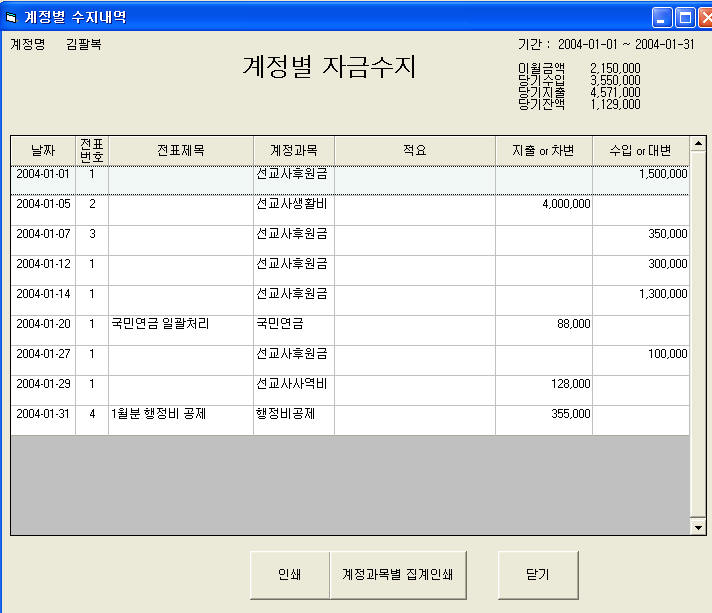 계정별 수지내역
계정명 김팔복
기간 : 2004-01-01 ~ 2004-01-31
계정별 자금수지
이월금액 2,150,000
당기수입 3,550,000
당기지출 4,571,000
당기잔액 1,129,000
날짜 전표번호 전표제목 계정과목 적요 지출 or 차변 수입 or 대변
2004-01-01 1 선교사후원금 1,500,000
2004-01-05 2 선교사생활비 4,000,000
2004-01-07 3 선교사후원금 350,000
2004-01-12 1 선교사후원금 300,000
2004-01-14 1 선교사후원금 1,300,000
2004-01-20 1 국민연금 일괄처리 국민연금 88,000
2004-01-27 1 선교사후원금 100,000
2004-01-29 1 선교사사역비 128,000
2004-01-31 4 1월분 행정비 공제 행정비공제 355,000
인쇄 계정과목별 집계인쇄 닫기